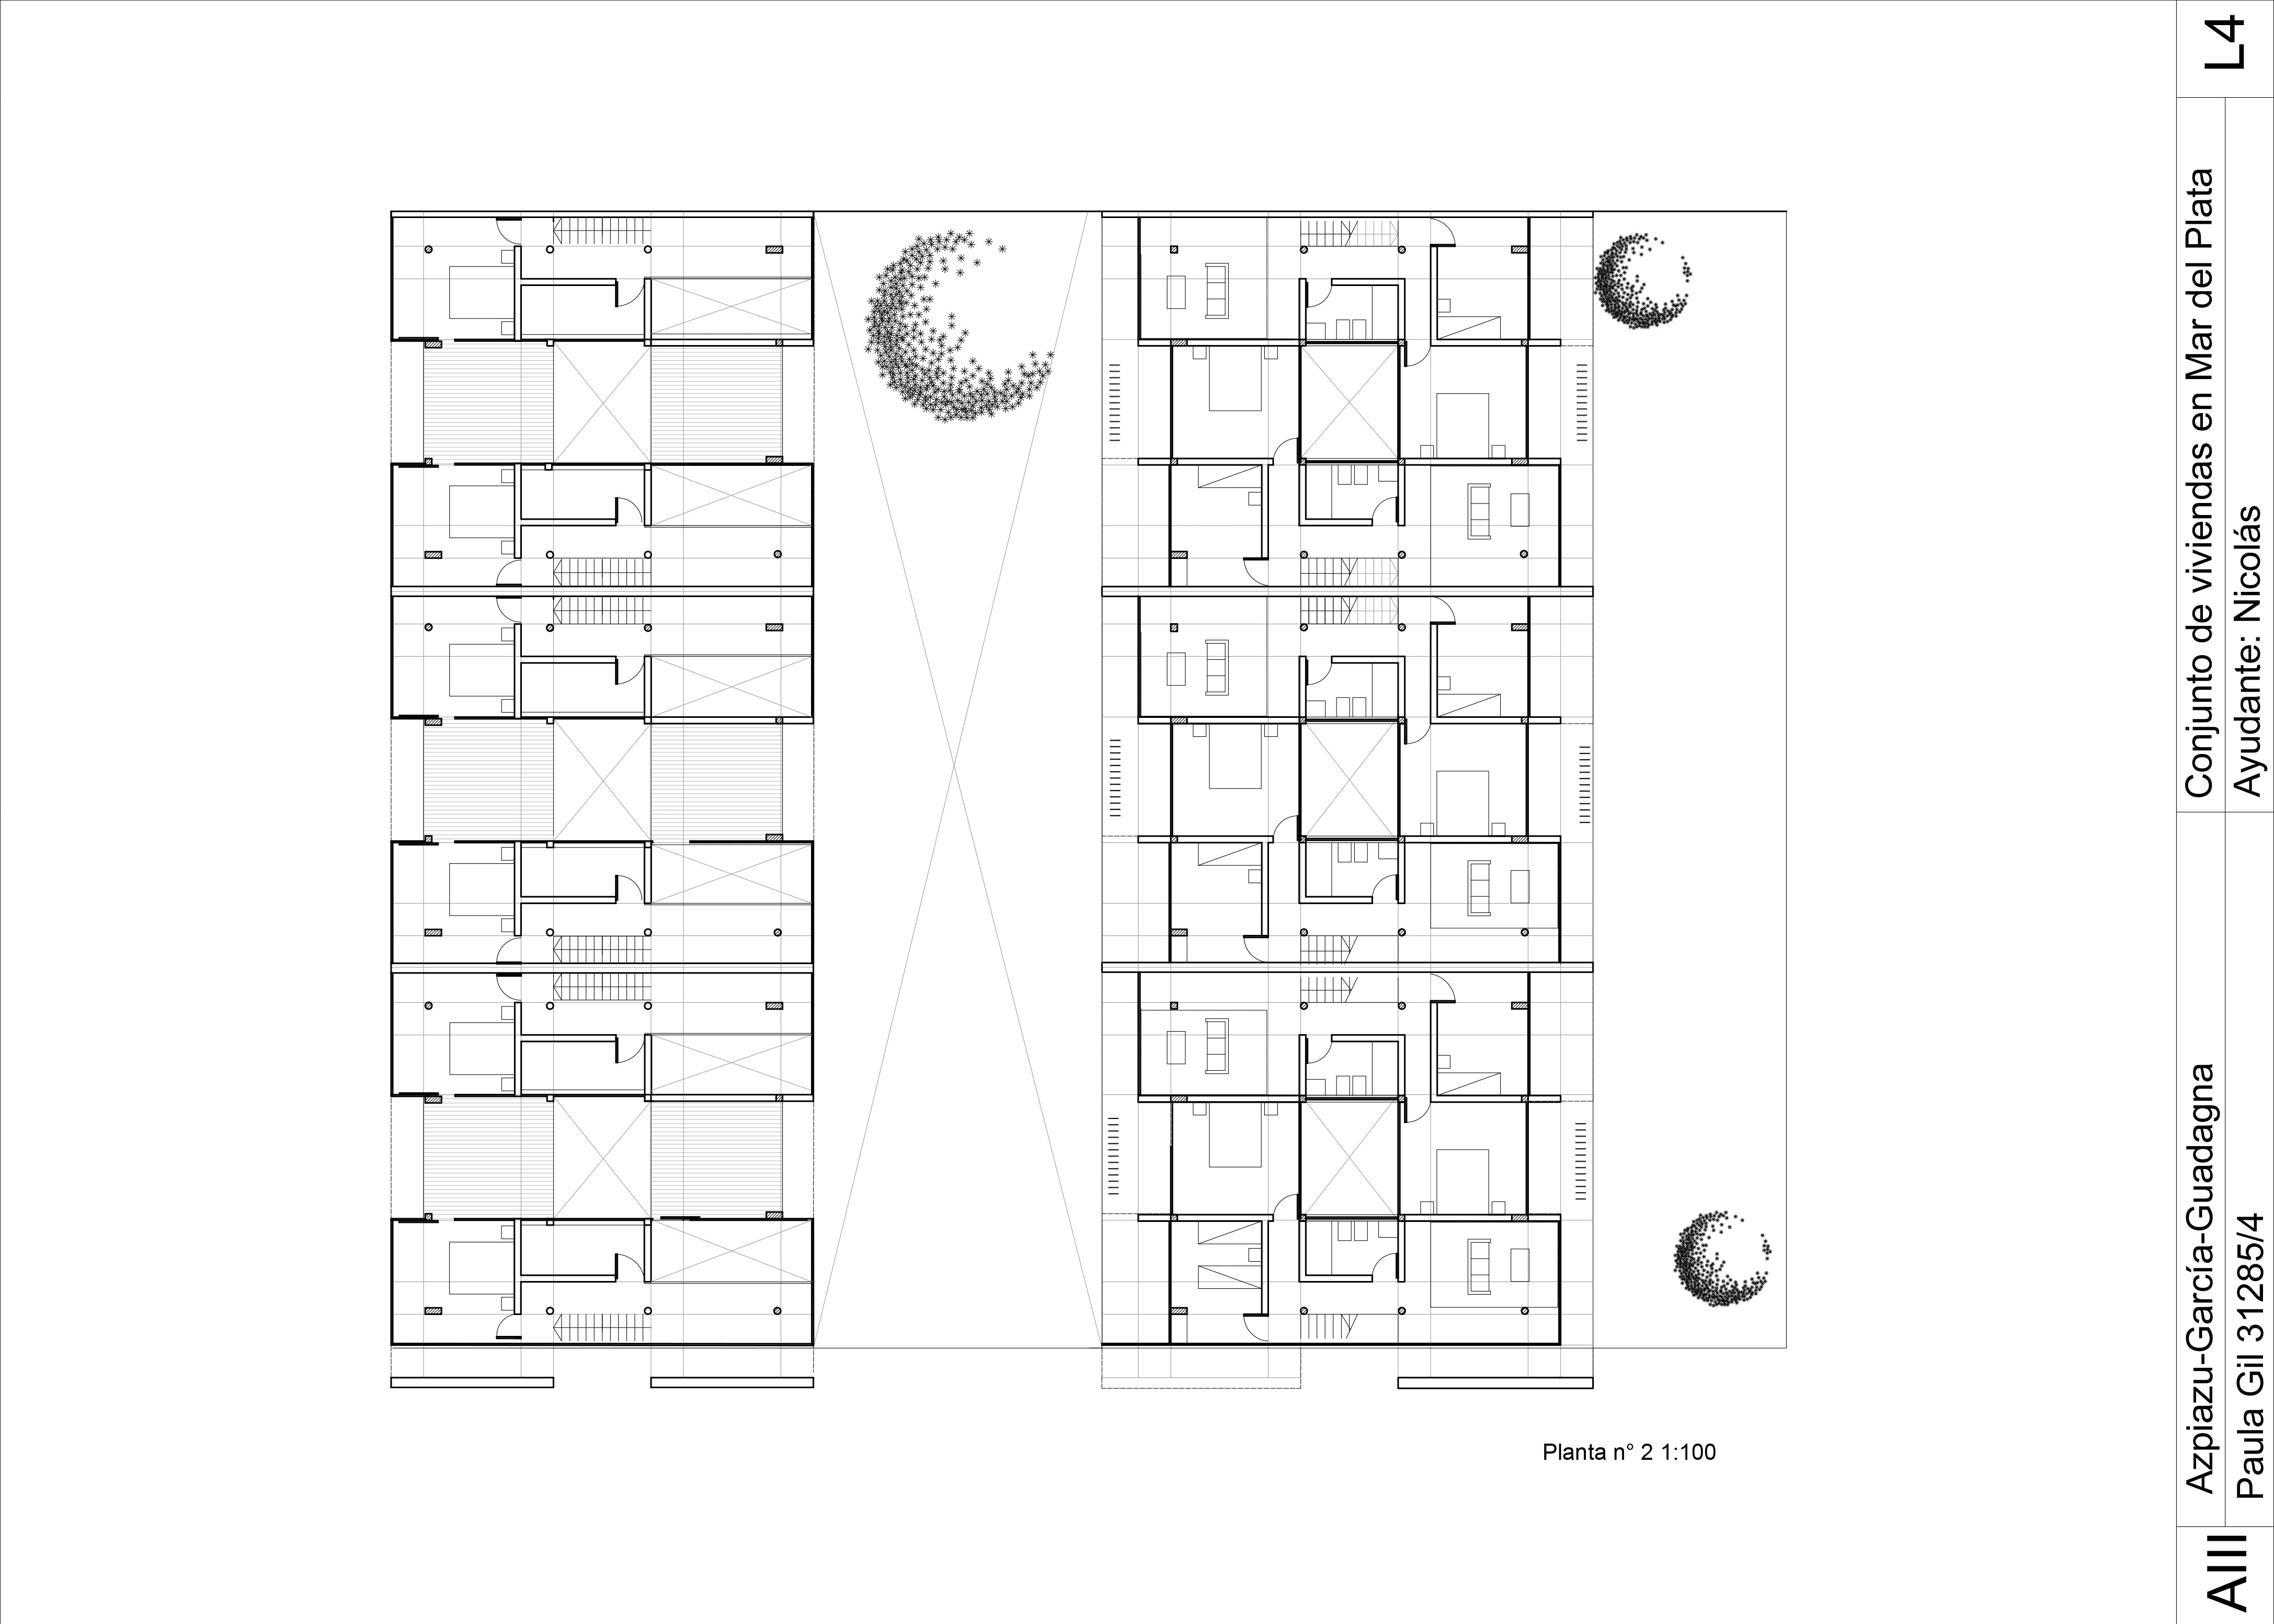 Planta n° 2 1:100
AIII
Azpiazu-García-Guadagna
Paula Gil 31285/4
Conjunto de viviendas en Mar del Plata
Ayudante: Nicolás
L4